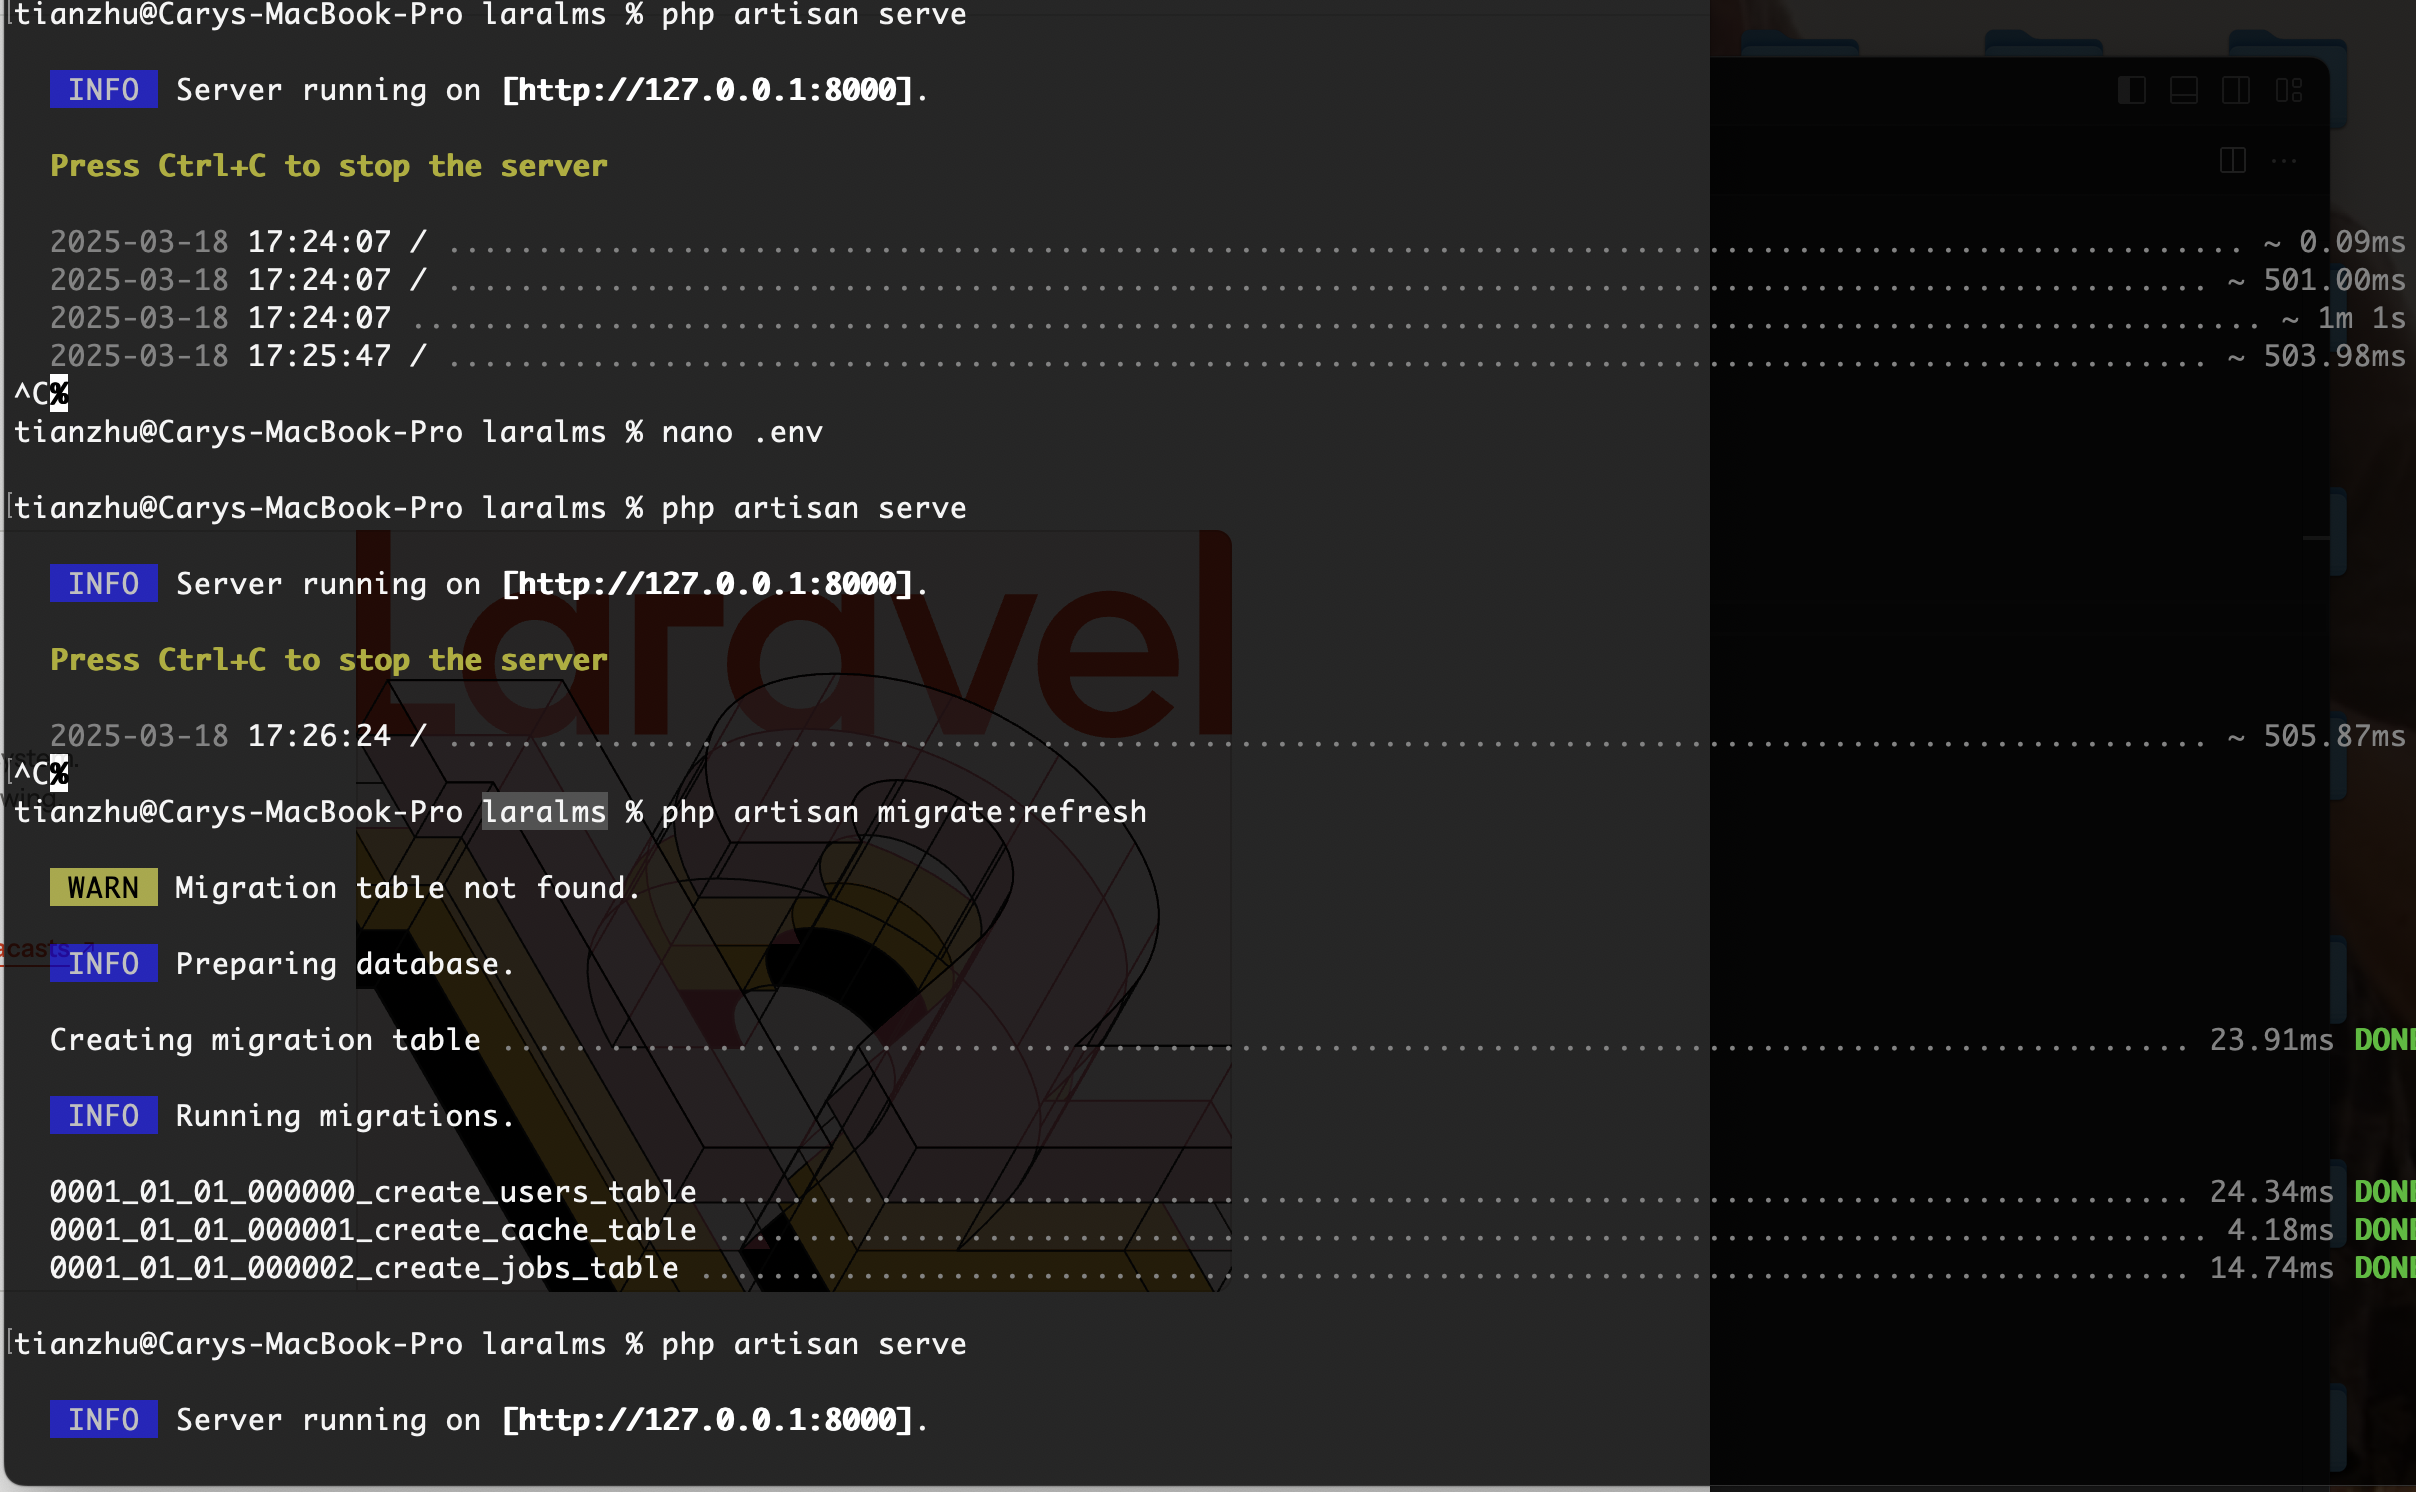 tianzhu@Carys-MacBook-Pro laralms % php artisan serve
INFO Server running on [http://127.0.0.1:8000].
Press Ctrl+C to stop the server
2025-03-18 17:24:07 / ........................................ ~ 0.09ms
2025-03-18 17:24:07 / ........................................ ~ 501.00ms
2025-03-18 17:24:07 ........................................ ~ 1m 1s
2025-03-18 17:25:47 / ........................................ ~ 503.98ms
^C%
tianzhu@Carys-MacBook-Pro laralms % nano .env
tianzhu@Carys-MacBook-Pro laralms % php artisan serve
INFO Server running on [http://127.0.0.1:8000].
Laravel
Press Ctrl+C to stop the server
2025-03-18 17:26:24 / ........................................ ~ 505.87ms
^C%
tianzhu@Carys-MacBook-Pro laralms % php artisan migrate:refresh
WARN Migration table not found.
INFO Preparing database.
Creating migration table ........................................ 23.91ms DONE
INFO Running migrations.
0001_01_01_000000_create_users_table ........................................ 24.34ms DONE
0001_01_01_000001_create_cache_table ........................................ 4.18ms DONE
0001_01_01_000002_create_jobs_table ........................................ 14.74ms DONE
tianzhu@Carys-MacBook-Pro laralms % php artisan serve
INFO Server running on [http://127.0.0.1:8000].